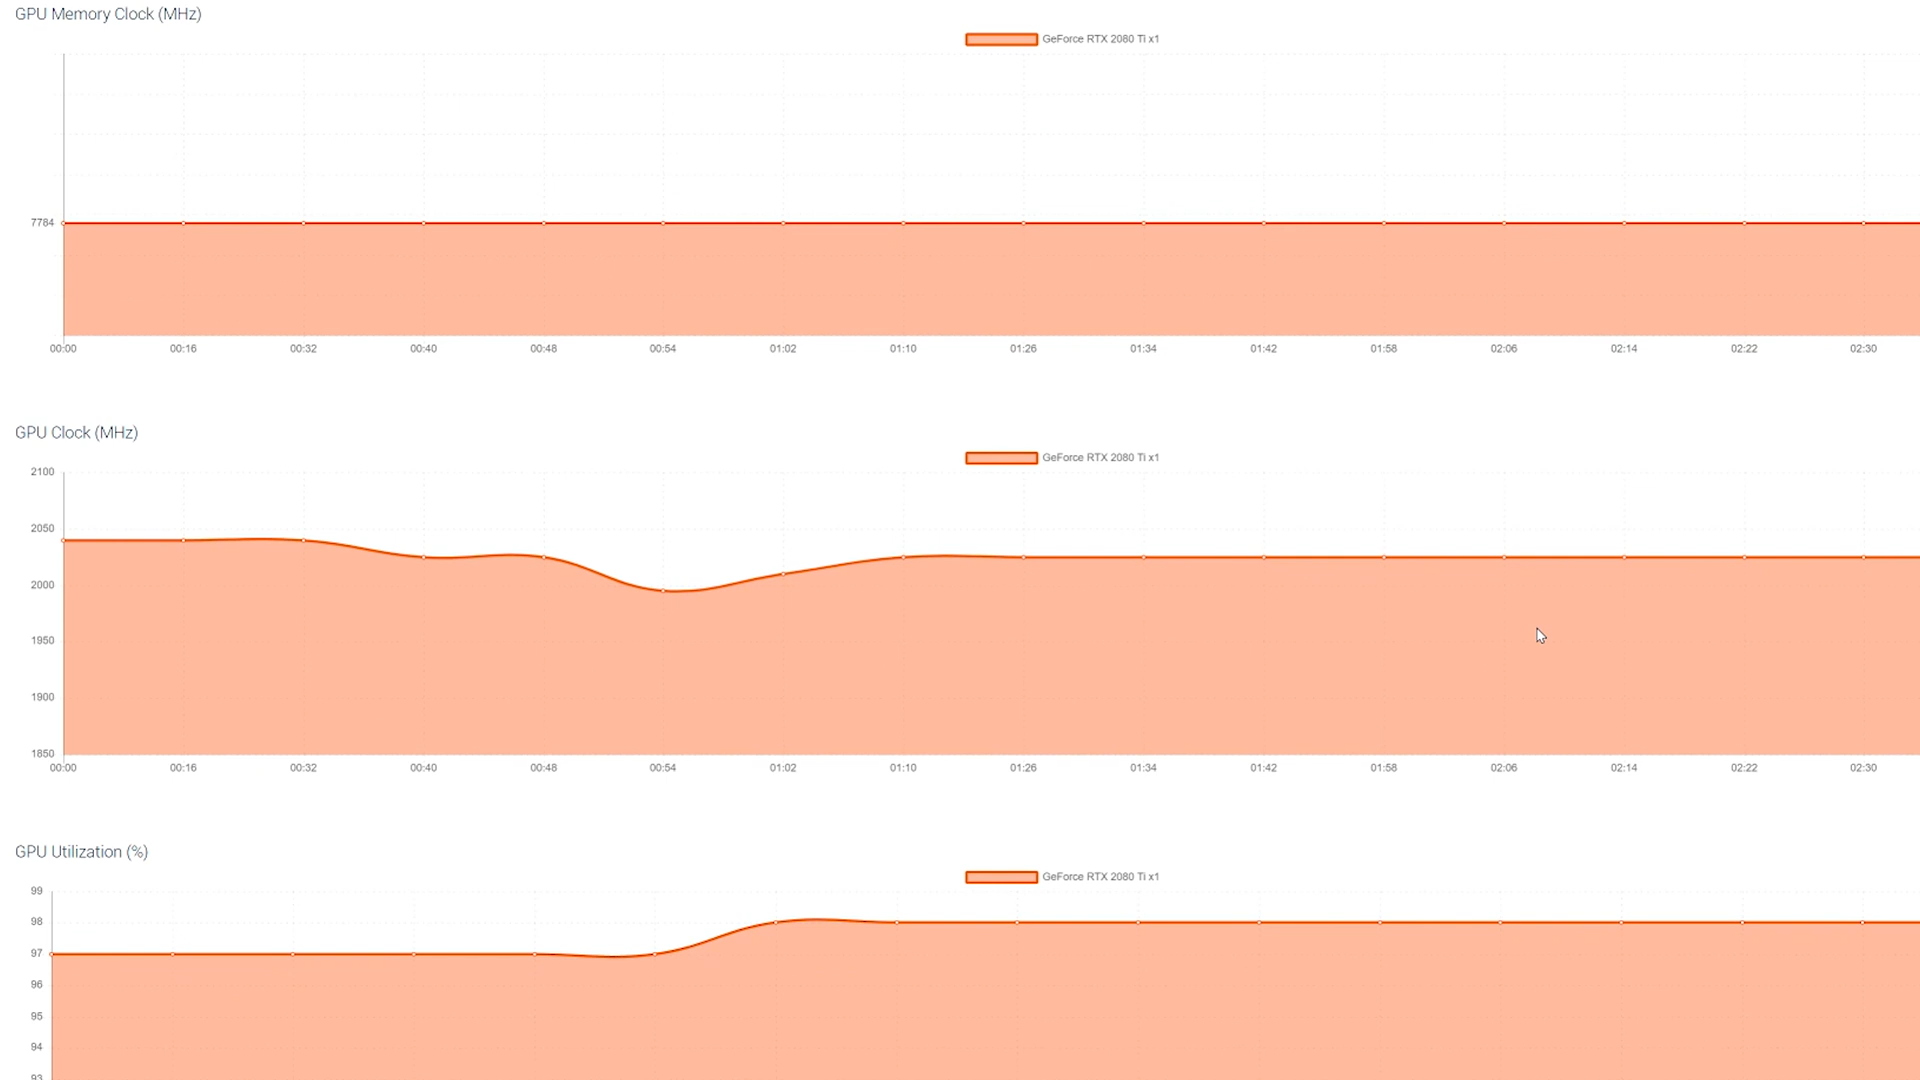 GPU Memory Clock (MHz)
GeForce RTX 2080 Ti x1
7784
00:00 00:16 00:32 00:40 00:48 00:54 01:02 01:10 01:26 01:34 01:42 01:58 02:06 02:14 02:22 02:30
GPU Clock (MHz)
GeForce RTX 2080 Ti x1
2100
2050
2000
1950
1900
1850
00:00 00:16 00:32 00:40 00:48 00:54 01:02 01:10 01:26 01:34 01:42 01:58 02:06 02:14 02:22 02:30
GPU Utilization (%)
GeForce RTX 2080 Ti x1
99
98
97
96
95
94
93